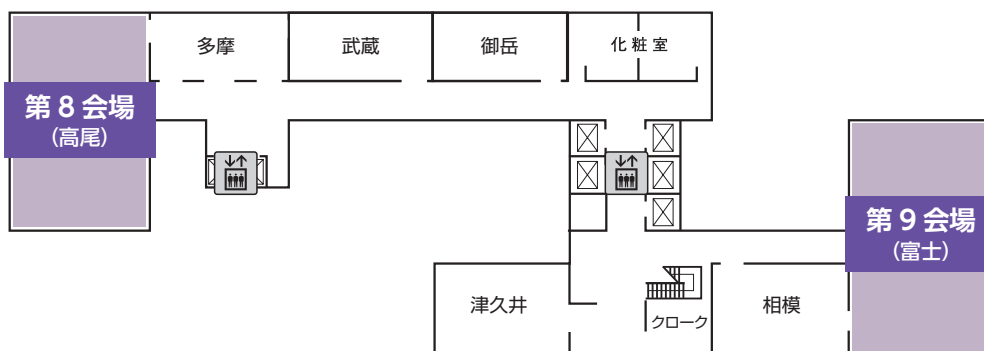 多摩
武蔵
御岳
化粧室
第8会場
(高尾)
第9会場
(富士)
津久井
クローク
相模